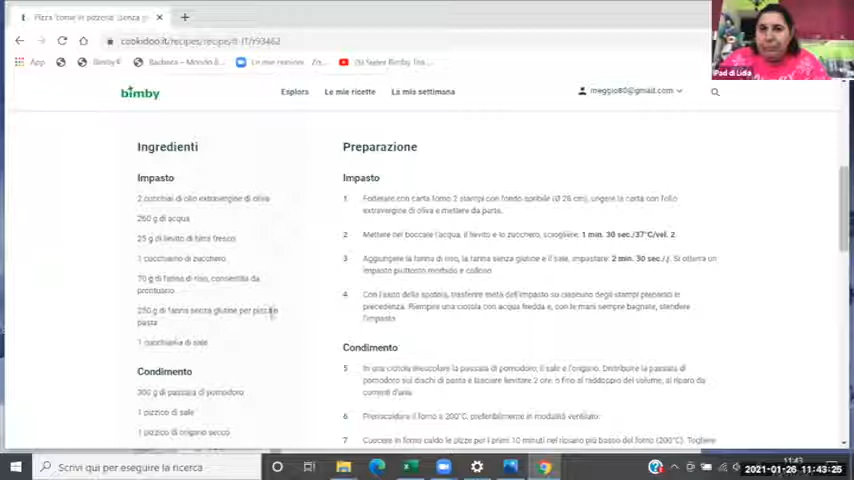 Pizza "come in pizzeria" (senza g
cookidoo.it/recipes/recipe/it-IT/r93462
App
Bimby®
Badasca – Mondo B...
Le mie riunioni - Zo...
(5) Super Bimby Tea...
iPad di Lidia
bimby
Esplora
Le mie ricette
La mia settimana
meggio80@gmail.com
Ingredienti
Preparazione
Impasto
Impasto
2 cucchiai di olio extravergine di oliva
260 g di acqua
25 g di lievito di birra fresco
1 cucchiaino di zucchero
70 g di farina di riso, consentita da
prontuario
250 g di farina senza glutine per pizza e
pasta
1 cucchiaino di sale
Condimento
300 g di passata di pomodoro
1 pizzico di sale
1 pizzico di origano secco
1 Foderare con carta forno 2 stampi con fondo apribile (Ø 26 cm), ungere la carta con l'olio
extravergine di oliva e mettere da parte.
2 Mettere nel boccale l'acqua, il lievito e lo zucchero, sciogliere: 1 min. 30 sec./37°C/vel. 2
3 Aggiungere la farina di riso, la farina senza glutine e il sale, impastare: 2 min. 30 sec./ Si otterrà un
impasto piuttosto morbido e colloso
4 Con l'aiuto della spatola, trasferire metà dell'impasto su ciascuno degli stampi preparati in
precedenza. Riempire una ciotola con acqua fredda e, con le mani sempre bagnate, stendere
l'impasto.
Condimento
5 In una ciotola mescolare la passata di pomodoro, il sale e l'origano. Distribuire la passata di
pomodoro sui dischi di pasta e lasciare lievitare 2 ore o fino al raddoppio del volume, al riparo da
correnti d'aria
6 Preriscaldare il forno a 200°C, preferibilmente in modalità ventilato.
7 Cuocere in forno caldo le pizze per i primi 10 minuti nel ripiano più basso del forno (200°C). Togliere
Scrivi qui per eseguire la ricerca
11:43
2021-01-26 11:43:25